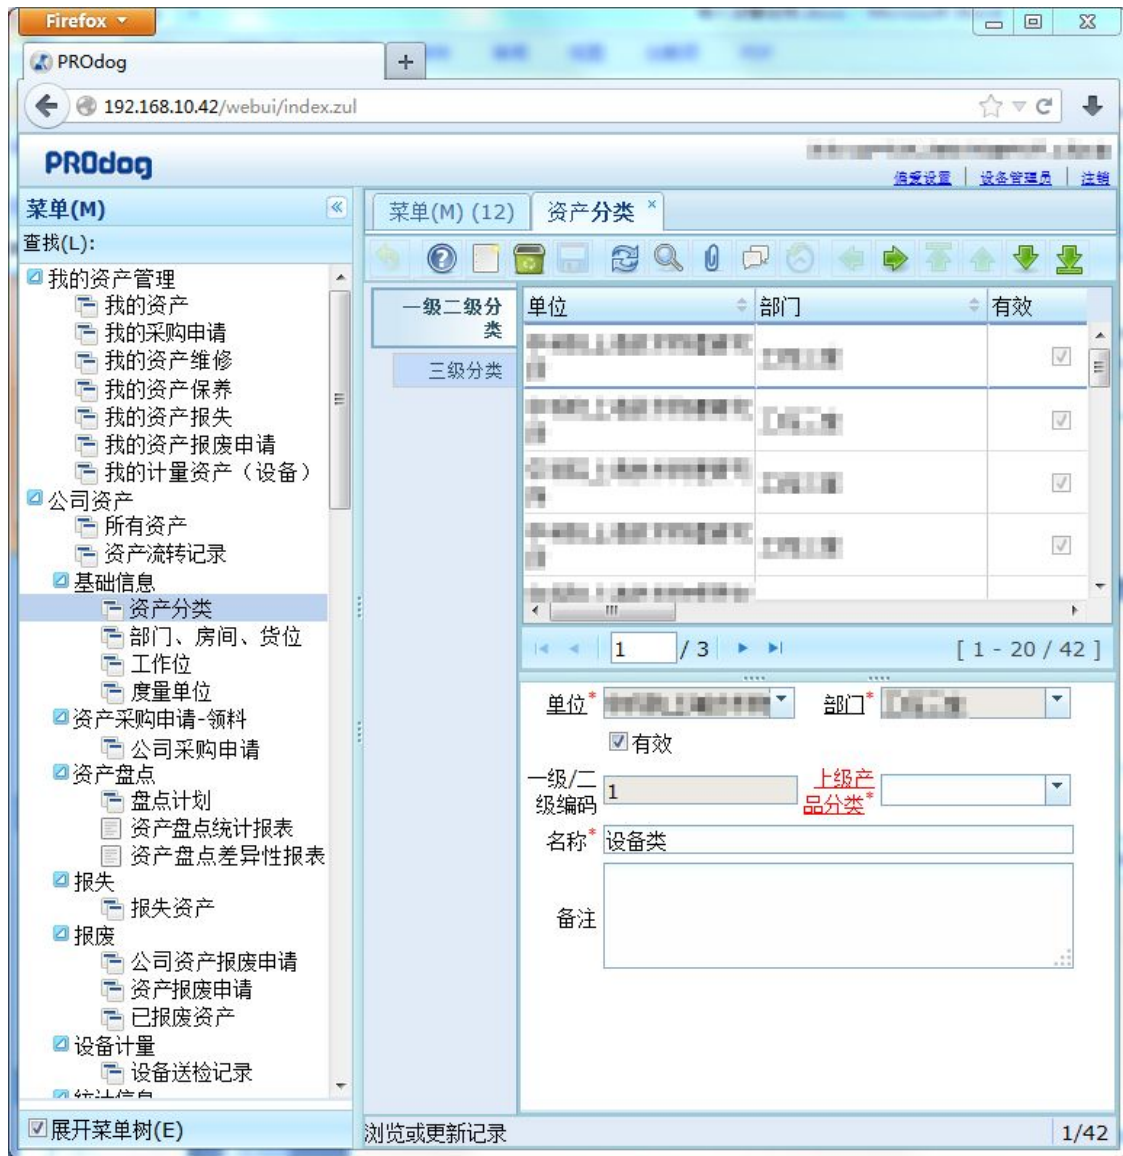 Firefox
PROdog
192.168.10.42/webui/index.zul
PROdog
偏爱设置 | 设备管理员 | 注销
菜单(M)
查找(L):
我的资产管理
我的资产
我的采购申请
我的资产维修
我的资产保养
我的资产报失
我的资产报废申请
我的计量资产（设备）
公司资产
所有资产
资产流转记录
基础信息
资产分类
部门、房间、货位
工作位
度量单位
资产采购申请-领料
公司采购申请
资产盘点
盘点计划
资产盘点统计报表
资产盘点差异性报表
报失
报失资产
报废
公司资产报废申请
资产报废申请
已报废资产
设备计量
设备送检记录
统计信息
展开菜单树(E)
菜单(M) (12) 资产分类
一级二级分
类
三级分类
单位 部门 有效
1 / 3 [ 1 - 20 / 42 ]
单位* 部门*
有效
一级/二
级编码 1
上级产
品分类*
名称* 设备类
备注
浏览或更新记录 1/42